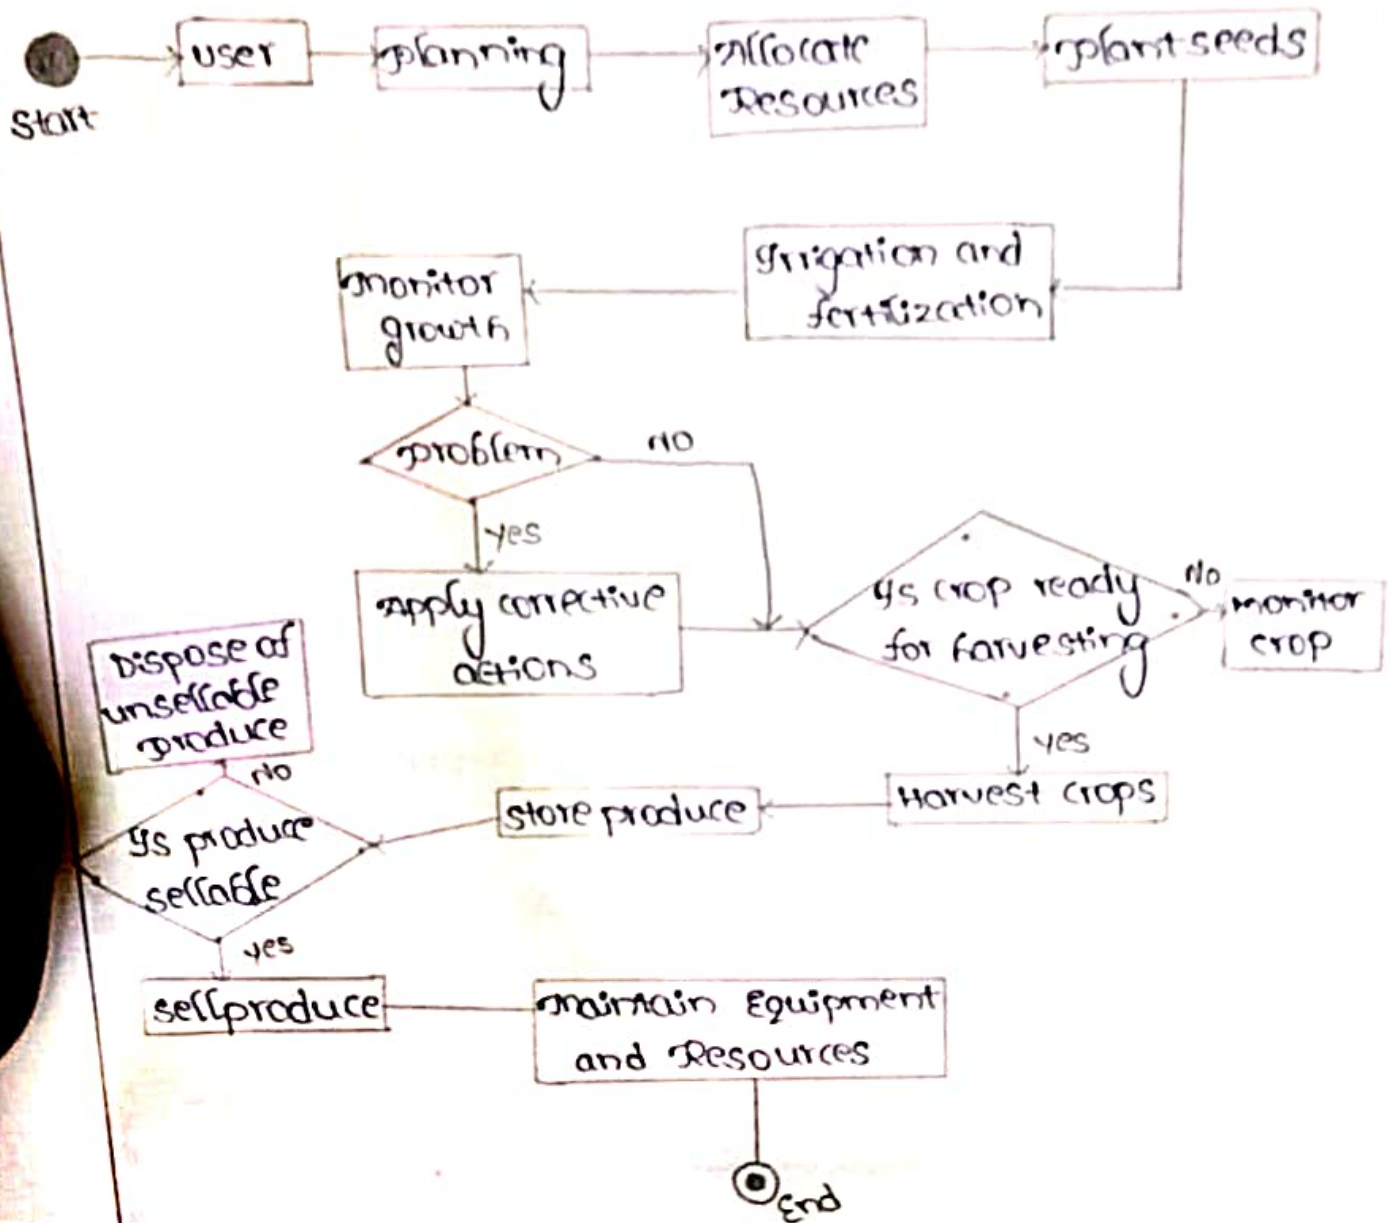 Start
user
Planning
Allocate
Resources
Plant seeds
Irrigation and
fertilization
Monitor
growth
Problem
NO
yes
Apply corrective
actions
Is crop ready
for harvesting
No
Monitor
crop
yes
Harvest crops
store produce
Dispose of
unsellable
produce
No
Is produce
sellable
yes
sell produce
Maintain Equipment
and Resources
End